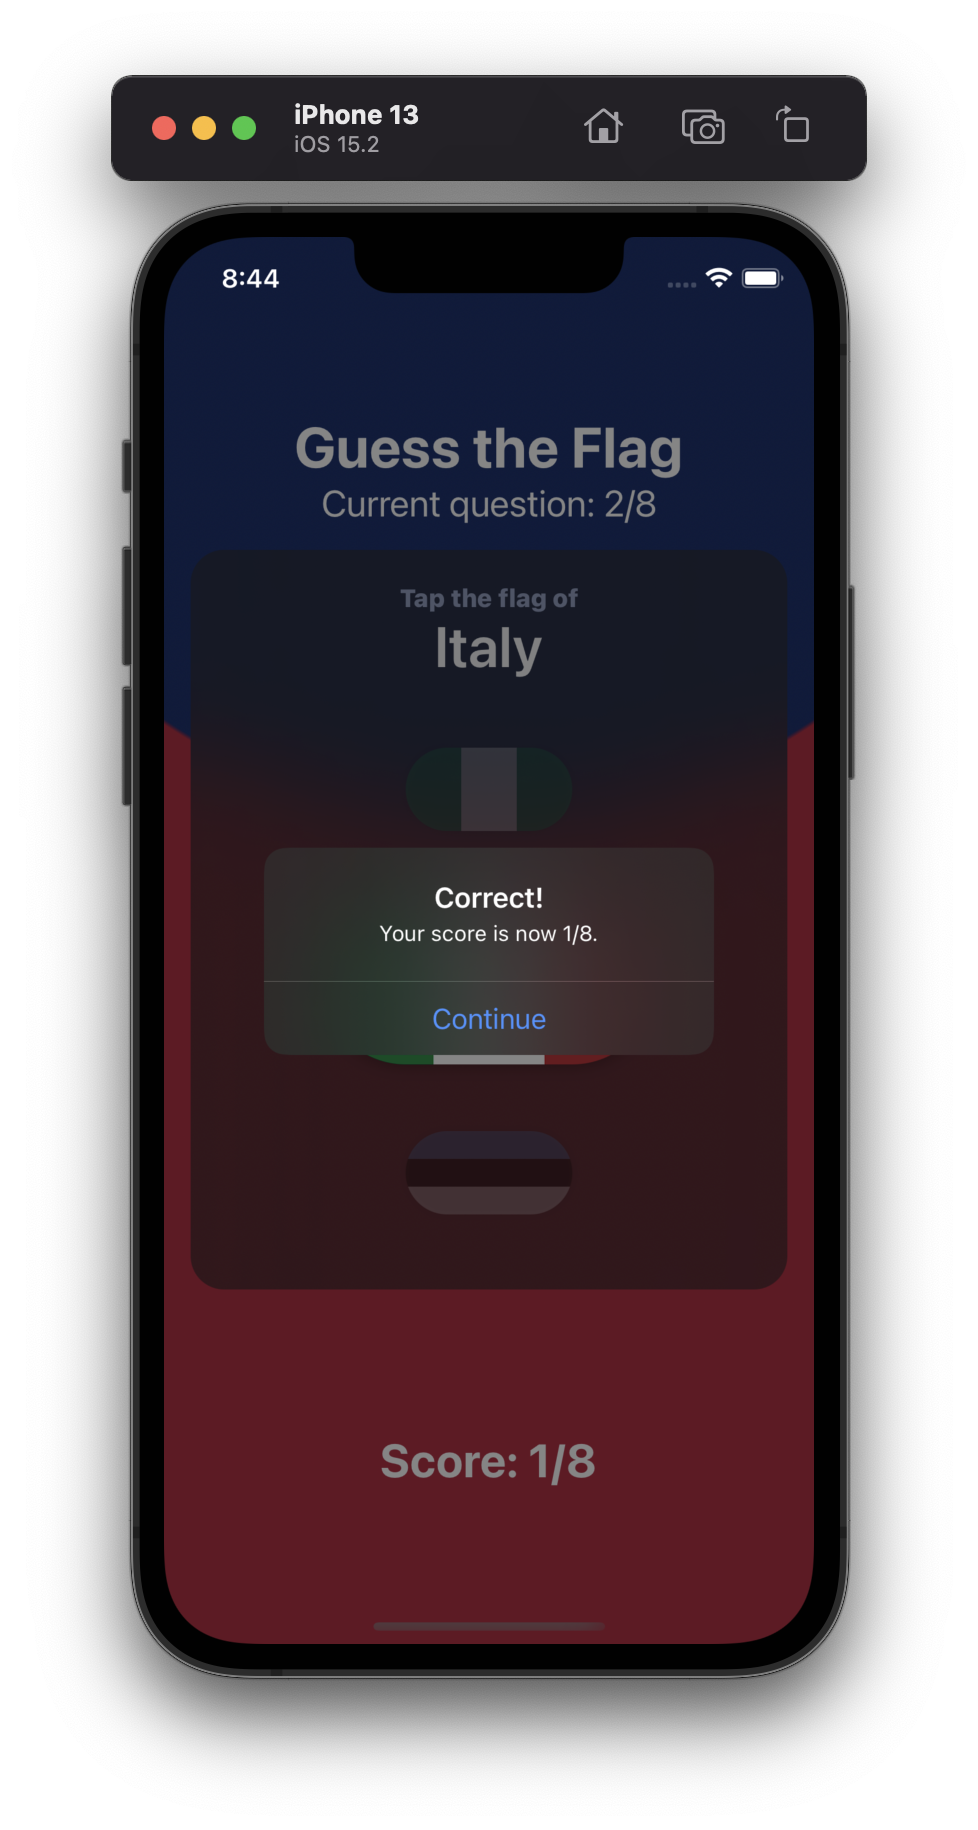 iPhone 13
iOS 15.2
8:44
Guess the Flag
Current question: 2/8
Tap the flag of
Italy
Correct!
Your score is now 1/8.
Continue
Score: 1/8